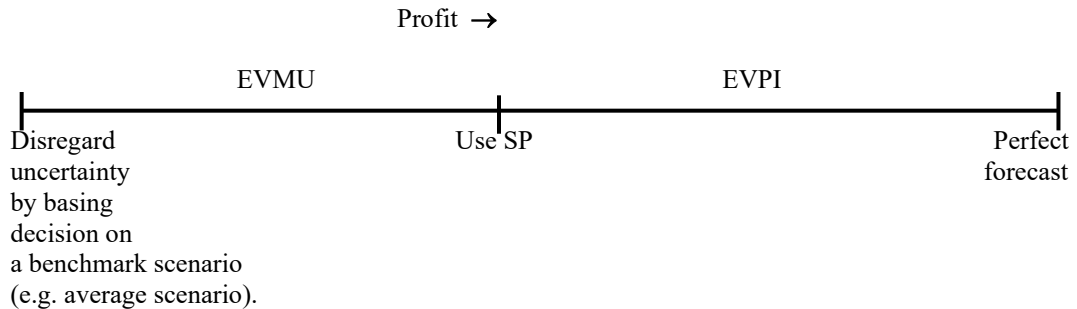 Profit →
EVMU
EVPI
Disregard
uncertainty
by basing
decision on
a benchmark scenario
(e.g. average scenario).
Use SP
Perfect
forecast